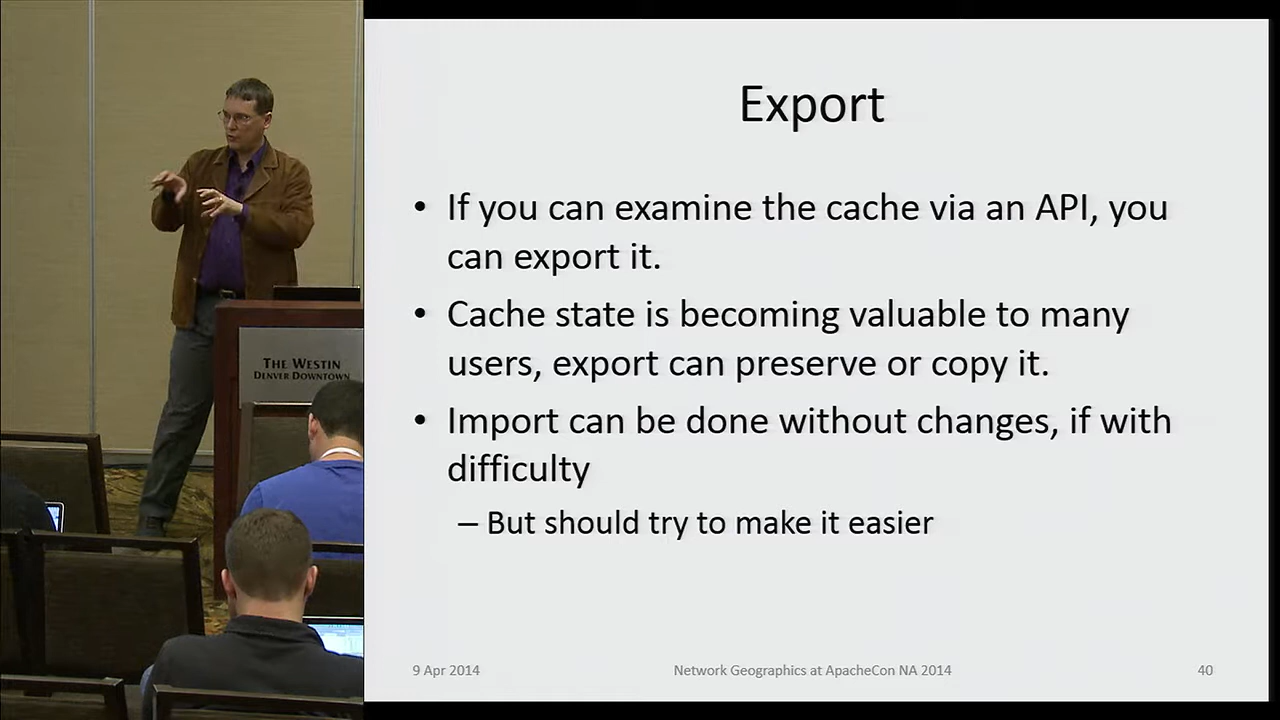 THE WESTIN
DENVER DOWNTOWN
Export
• If you can examine the cache via an API, you
can export it.
• Cache state is becoming valuable to many
users, export can preserve or copy it.
• Import can be done without changes, if with
difficulty
– But should try to make it easier
9 Apr 2014
Network Geographics at ApacheCon NA 2014
40